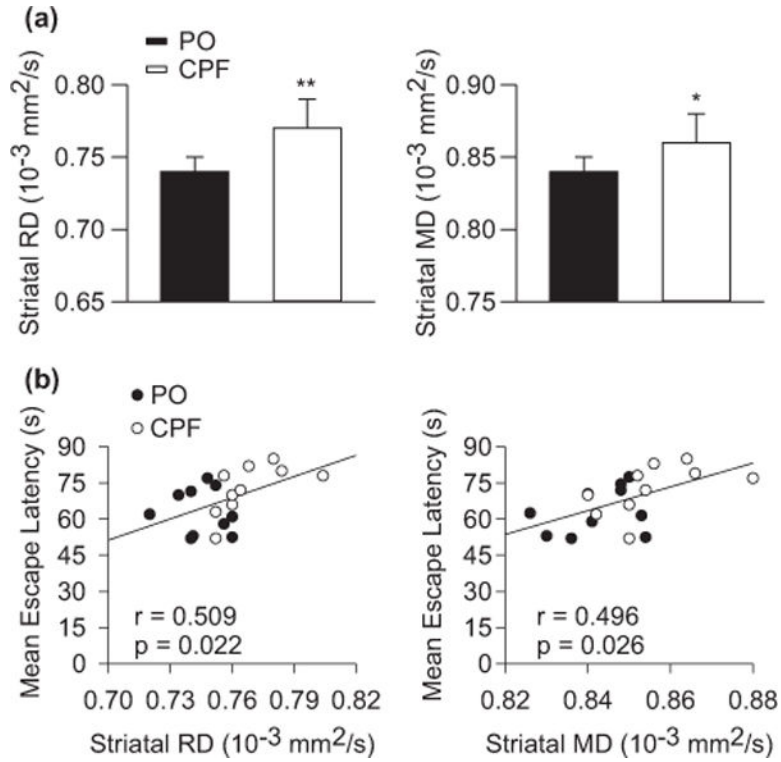 (a)
PO
CPF
Striatal RD (10⁻³ mm²/s)
0.80
0.75
0.70
0.65
**
Striatal MD (10⁻³ mm²/s)
0.90
0.85
0.80
0.75
*
(b)
PO
CPF
Mean Escape Latency (s)
90
75
60
45
30
15
0
r = 0.509
p = 0.022
0.70 0.73 0.76 0.79 0.82
Striatal RD (10⁻³ mm²/s)
Mean Escape Latency (s)
90
75
60
45
30
15
0
r = 0.496
p = 0.026
0.82 0.84 0.86 0.88
Striatal MD (10⁻³ mm²/s)